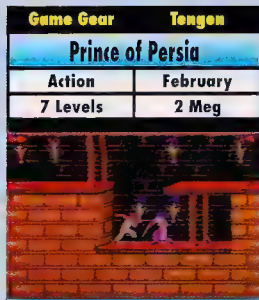 Game Gear Tengen
Prince of Persia
Action February
7 Levels 2 Meg